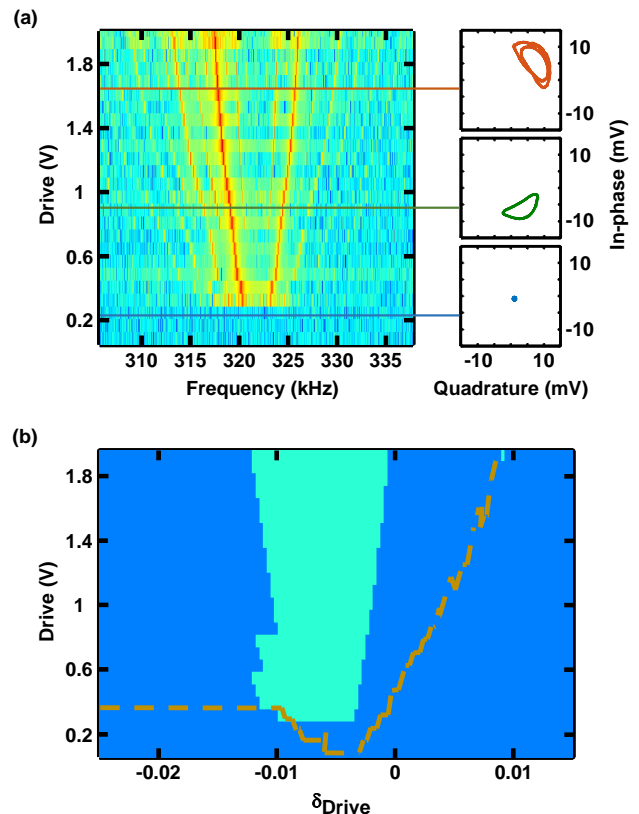 (a)
1.8
1.4
1
0.6
0.2
Drive (V)
310 315 320 325 330 335
Frequency (kHz)
10
-10
10
-10
10
-10
In-phase (mV)
-10 10
Quadrature (mV)
(b)
1.8
1.4
1
0.6
0.2
Drive (V)
-0.02 -0.01 0 0.01
δDrive